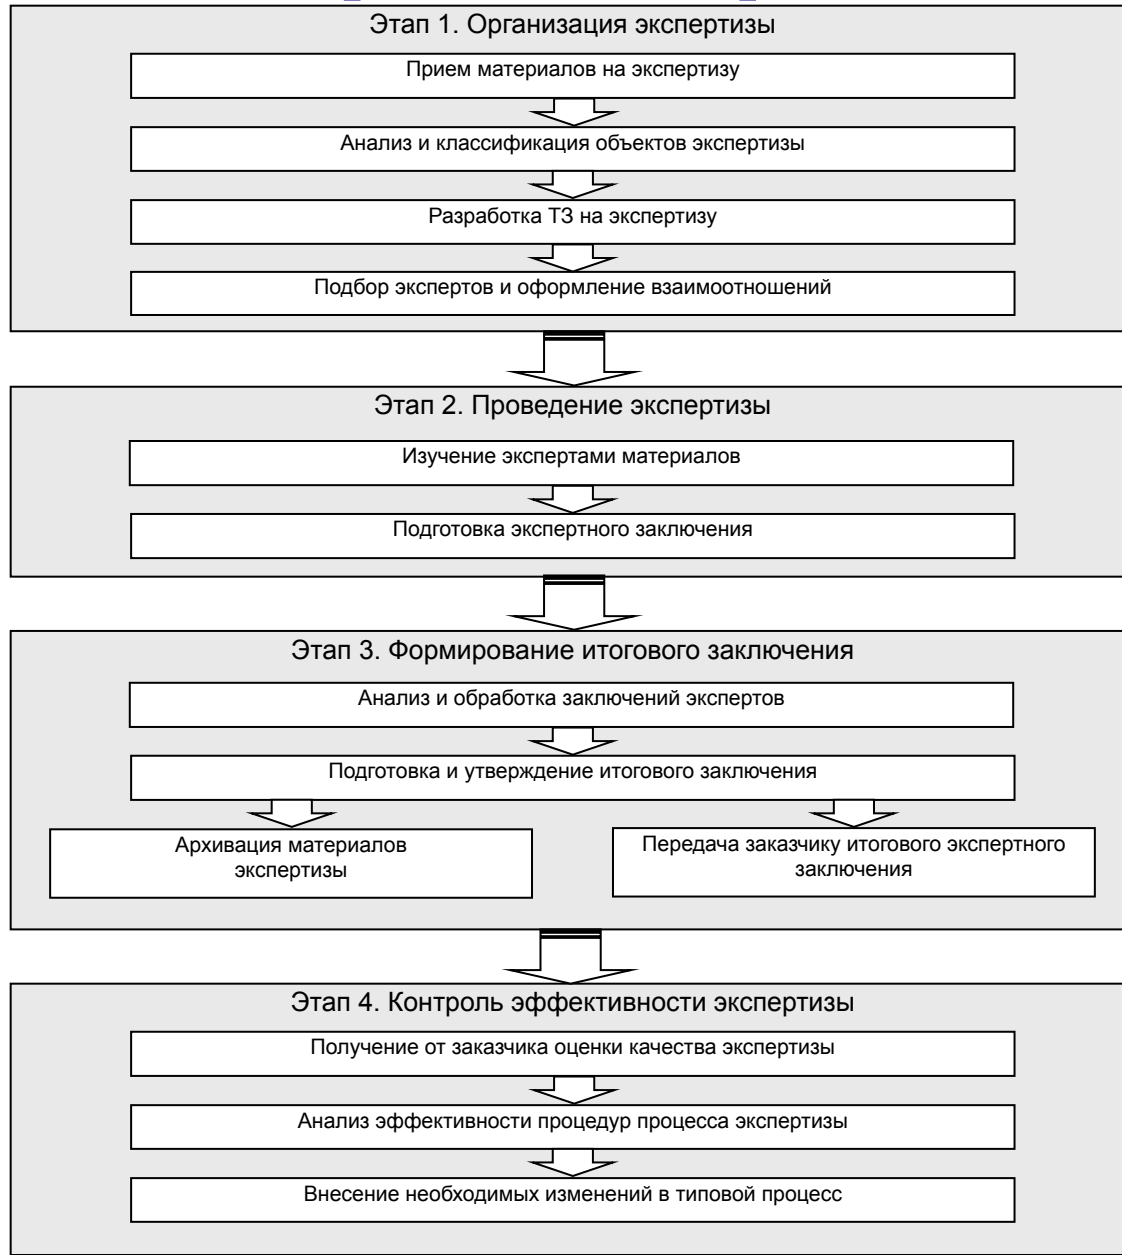 Этап 1. Организация экспертизы
Прием материалов на экспертизу
Анализ и классификация объектов экспертизы
Разработка ТЗ на экспертизу
Подбор экспертов и оформление взаимоотношений
Этап 2. Проведение экспертизы
Изучение экспертами материалов
Подготовка экспертного заключения
Этап 3. Формирование итогового заключения
Анализ и обработка заключений экспертов
Подготовка и утверждение итогового заключения
Архивация материалов
экспертизы
Передача заказчику итогового экспертного
заключения
Этап 4. Контроль эффективности экспертизы
Получение от заказчика оценки качества экспертизы
Анализ эффективности процедур процесса экспертизы
Внесение необходимых изменений в типовой процесс